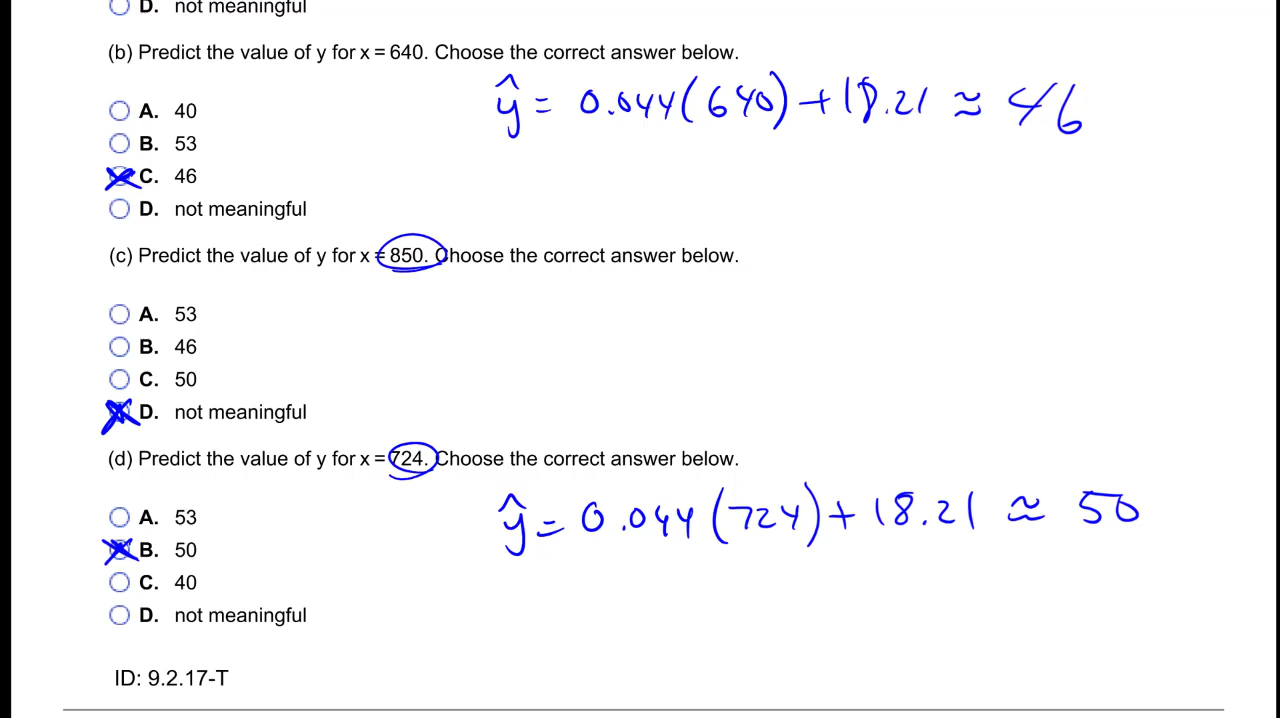 D. not meaningful
(b) Predict the value of y for x = 640. Choose the correct answer below.
ŷ = 0.044(640) + 18.21 ≈ 46
A. 40
B. 53
C. 46
D. not meaningful
(c) Predict the value of y for x = 850. Choose the correct answer below.
A. 53
B. 46
C. 50
D. not meaningful
(d) Predict the value of y for x = 724. Choose the correct answer below.
ŷ = 0.044(724) + 18.21 ≈ 50
A. 53
B. 50
C. 40
D. not meaningful
ID: 9.2.17-T